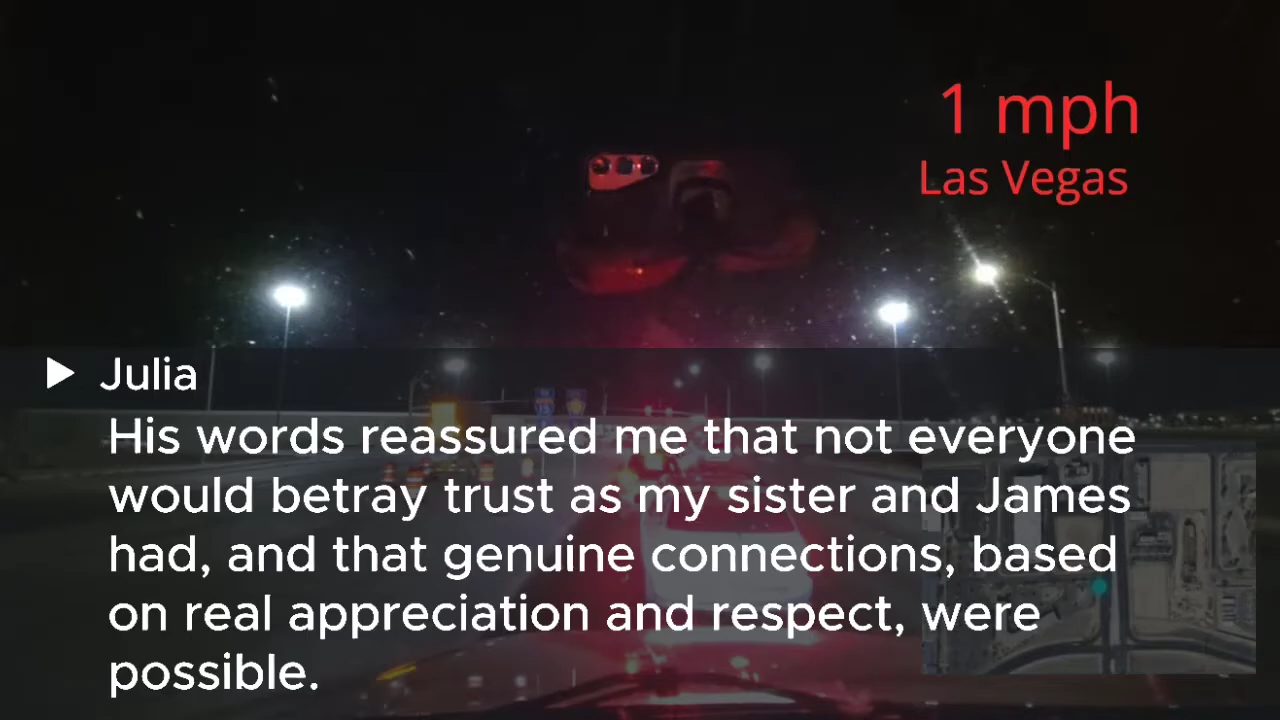 1 mph
Las Vegas
Julia
His words reassured me that not everyone
would betray trust as my sister and James
had, and that genuine connections, based
on real appreciation and respect, were
possible.